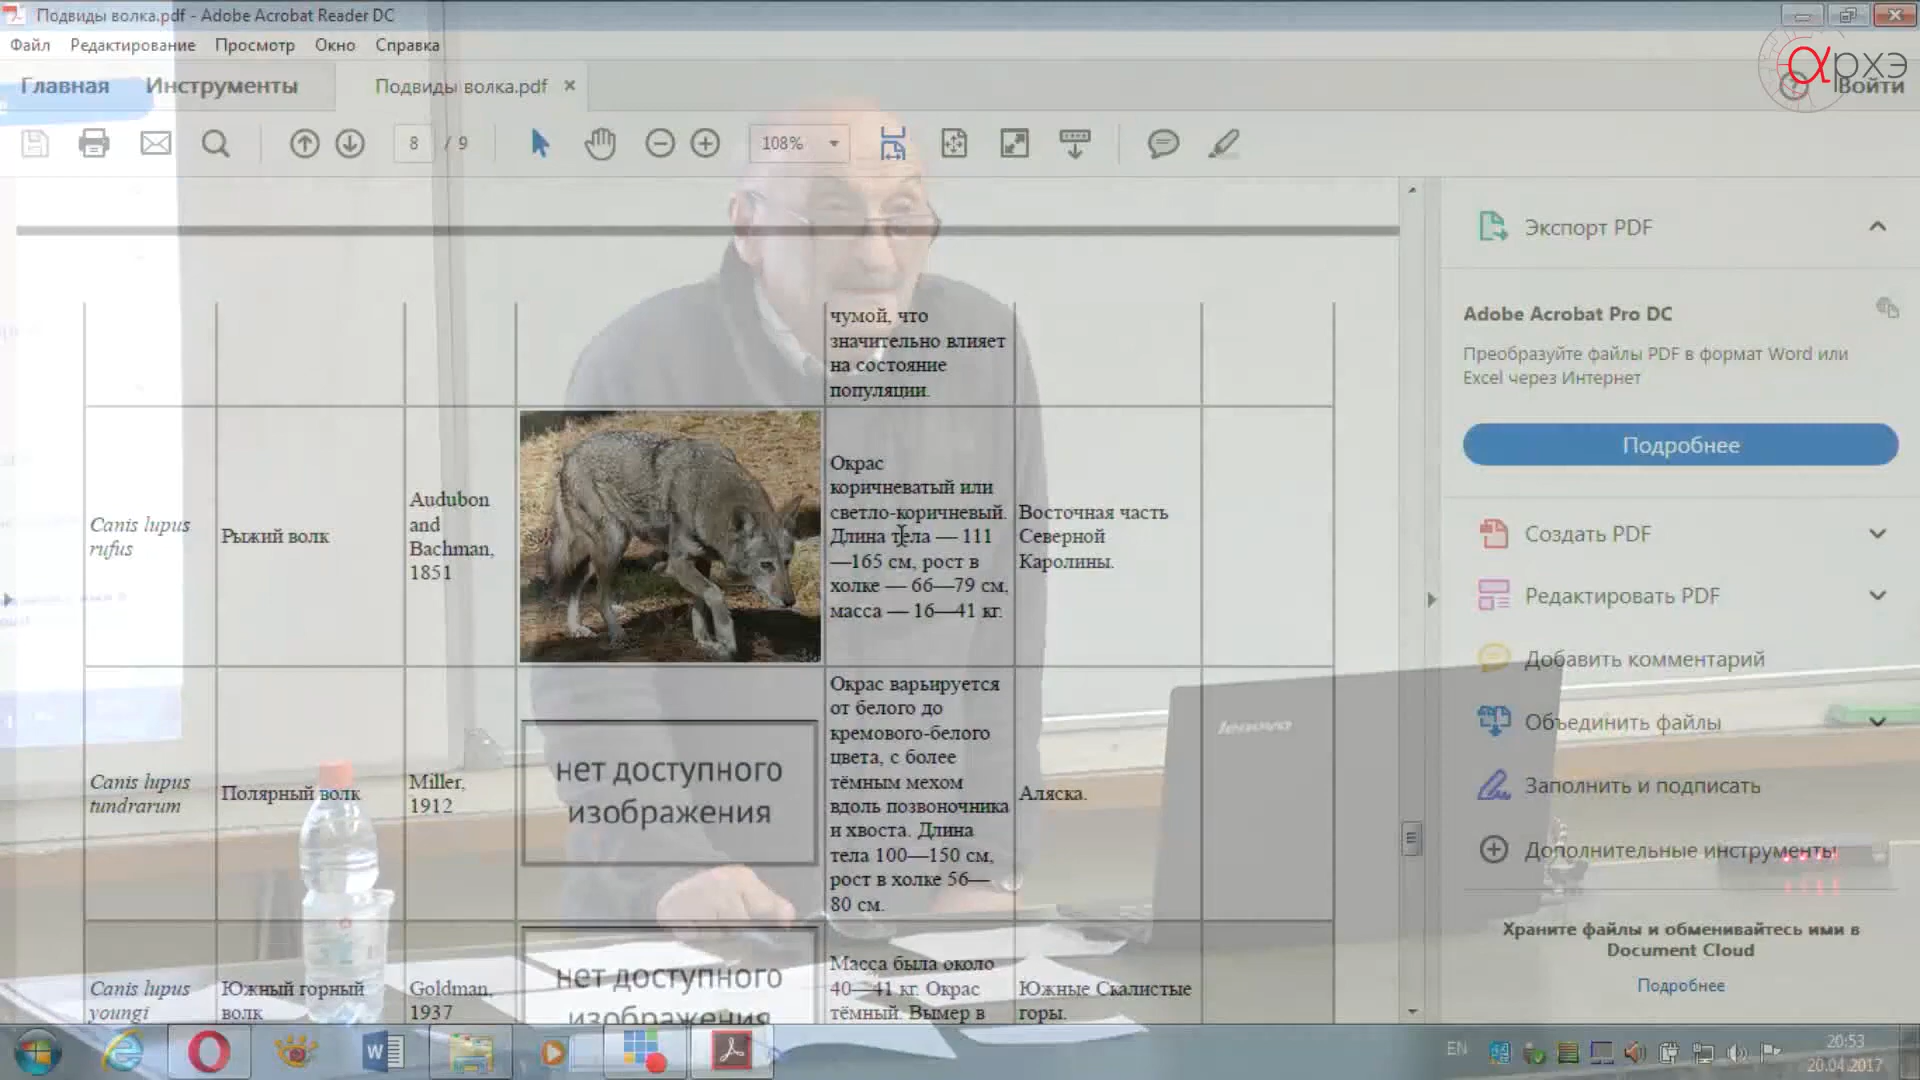 Подвиды волка.pdf - Adobe Acrobat Reader DC
Файл Редактирование Просмотр Окно Справка
Главная Инструменты Подвиды волка.pdf ×
αрхэ
Войти
8 / 9 108%
Экспорт PDF
Adobe Acrobat Pro DC
Преобразуйте файлы PDF в формат Word или
Excel через Интернет
Подробнее
Создать PDF
Редактировать PDF
Добавить комментарий
Объединить файлы
Заполнить и подписать
Дополнительные инструменты
Храните файлы и обменивайтесь ими в
Document Cloud
Подробнее
чумой, что
значительно влияет
на состояние
популяции.
Canis lupus
rufus
Рыжий волк
Audubon
and
Bachman,
1851
Окрас
коричневатый или
светло-коричневый.
Длина тела — 111
—165 см, рост в
холке — 66—79 см,
масса — 16—41 кг.
Восточная часть
Северной
Каролины.
Canis lupus
tundrarum
Полярный волк
Miller,
1912
нет доступного
изображения
Окрас варьируется
от белого до
кремового-белого
цвета, с более
тёмным мехом
вдоль позвоночника
и хвоста. Длина
тела 100—150 см,
рост в холке 56—
80 см.
Аляска.
Canis lupus
youngi
Южный горный
волк
Goldman,
1937
нет доступного
изображения
Масса была около
40—41 кг. Окрас
тёмный. Вымер в
Южные Скалистые
горы.
lenovo
EN
20:53
20.04.2017